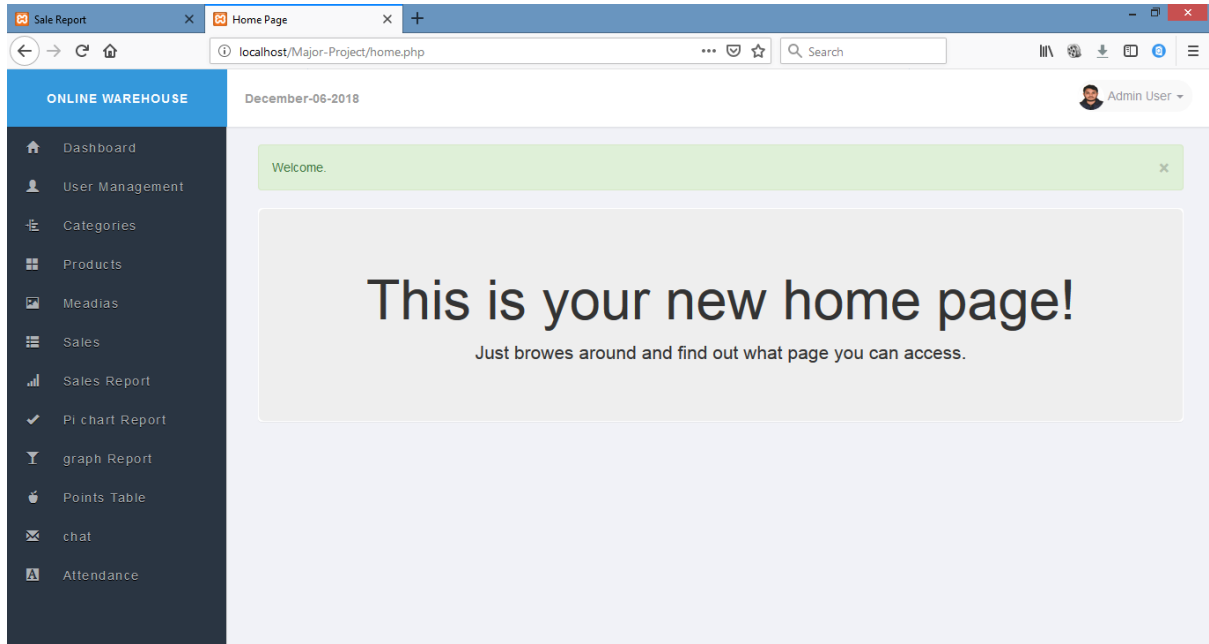 Sale Report
Home Page
localhost/Major-Project/home.php
Search
ONLINE WAREHOUSE
December-06-2018
Admin User
Dashboard
Welcome.
User Management
Categories
Products
This is your new home page!
Meadias
Sales
Just browes around and find out what page you can access.
Sales Report
Pi chart Report
graph Report
Points Table
chat
Attendance